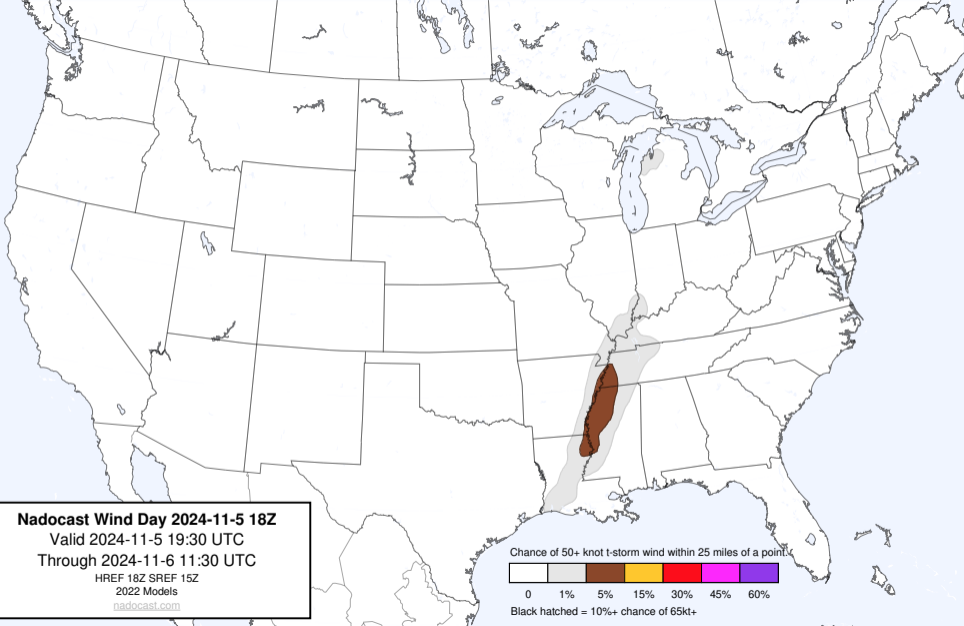 Nadocast Wind Day 2024-11-5 18Z
Valid 2024-11-5 19:30 UTC
Through 2024-11-6 11:30 UTC
HREF 18Z SREF 15Z
2022 Models
nadocast.com
Chance of 50+ knot t-storm wind within 25 miles of a point.
0 1% 5% 15% 30% 45% 60%
Black hatched = 10%+ chance of 65kt+